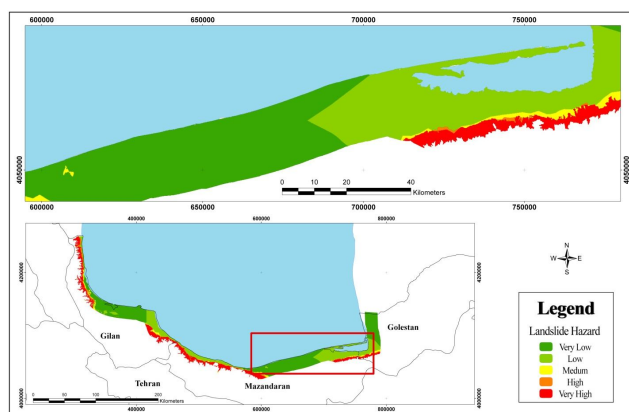 600000 650000 700000 750000
4050000
4050000
0 5 10 20 30 40
Kilometers
600000 650000 700000 750000
400000 600000 800000
4200000
4200000
Gilan
Golestan
Tehran
Mazandaran
0 50 100 200
Kilometers
4000000
4000000
400000 600000 800000
N
W E
S
Legend
Landslide Hazard
Very Low
Low
Medum
High
Very High